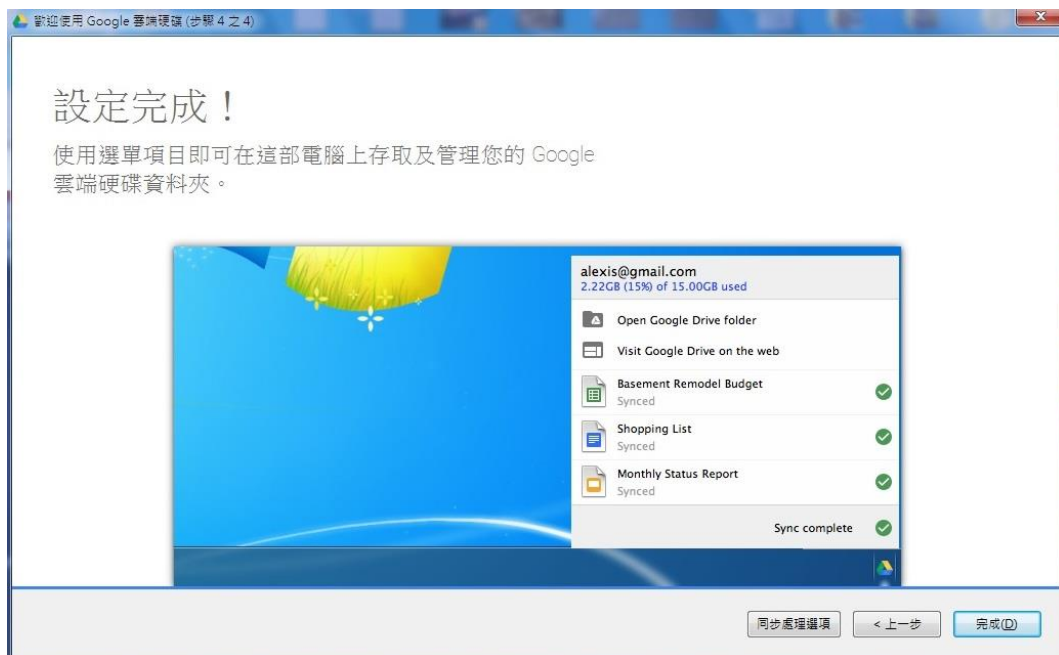 歡迎使用 Google 雲端硬碟 (步驟 4 之 4)
設定完成！
使用選單項目即可在這部電腦上存取及管理您的 Google
雲端硬碟資料夾。
alexis@gmail.com
2.22GB (15%) of 15.00GB used
Open Google Drive folder
Visit Google Drive on the web
Basement Remodel Budget
Synced
Shopping List
Synced
Monthly Status Report
Synced
Sync complete
同步處理選項
< 上一步
完成(D)